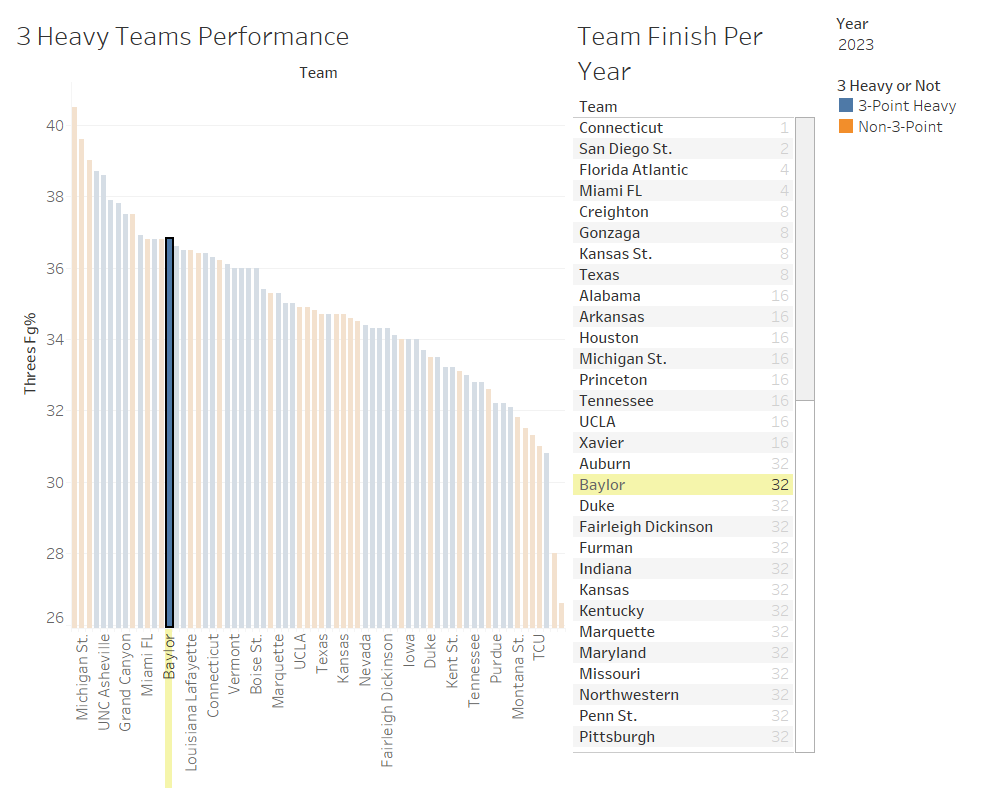 3 Heavy Teams Performance
Team
Threes Fg%
40
38
36
34
32
30
28
26
Michigan St.
UNC Asheville
Grand Canyon
Miami FL
Baylor
Louisiana Lafayette
Connecticut
Vermont
Boise St.
Marquette
UCLA
Texas
Kansas
Nevada
Fairleigh Dickinson
Iowa
Duke
Kent St.
Tennessee
Purdue
Montana St.
TCU
Team Finish Per
Year
Team
Connecticut 1
San Diego St. 2
Florida Atlantic 4
Miami FL 4
Creighton 8
Gonzaga 8
Kansas St. 8
Texas 8
Alabama 16
Arkansas 16
Houston 16
Michigan St. 16
Princeton 16
Tennessee 16
UCLA 16
Xavier 16
Auburn 32
Baylor 32
Duke 32
Fairleigh Dickinson 32
Furman 32
Indiana 32
Kansas 32
Kentucky 32
Marquette 32
Maryland 32
Missouri 32
Northwestern 32
Penn St. 32
Pittsburgh 32
Year
2023
3 Heavy or Not
3-Point Heavy
Non-3-Point